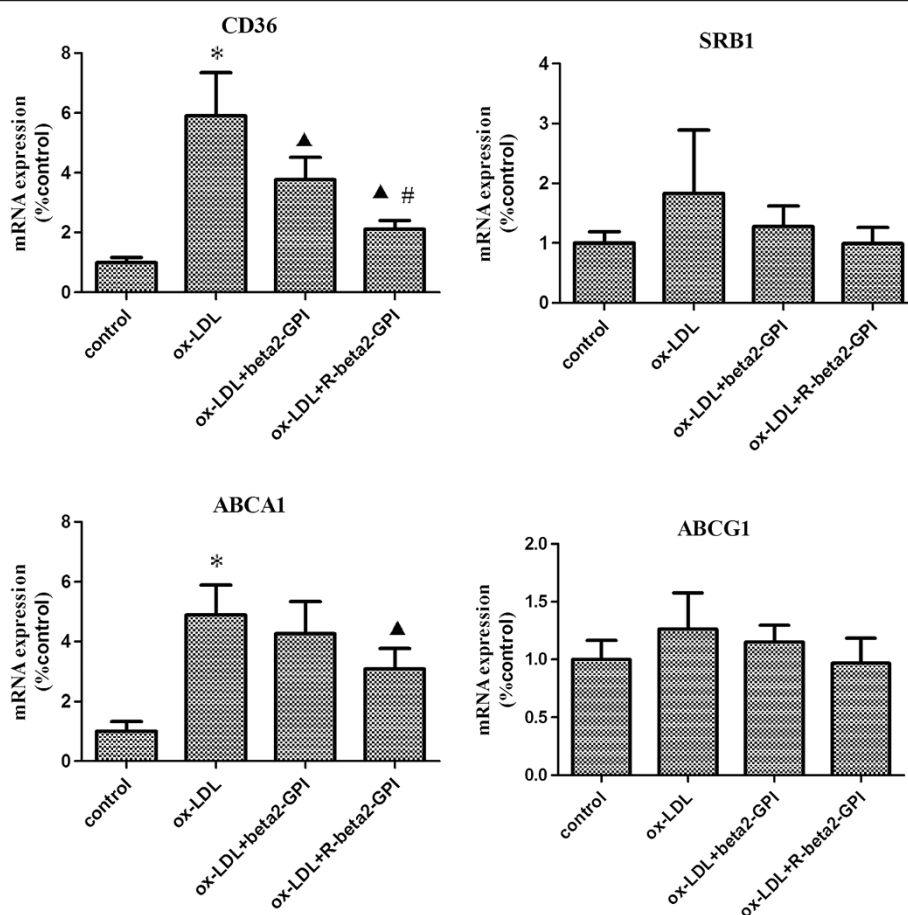 CD36
mRNA expression
(%control)
8
6
4
2
0
*
▲
▲ #
control
ox-LDL
ox-LDL+beta2-GPI
ox-LDL+R-beta2-GPI
SRB1
mRNA expression
(%control)
4
3
2
1
0
control
ox-LDL
ox-LDL+beta2-GPI
ox-LDL+R-beta2-GPI
ABCA1
mRNA expression
(%control)
8
6
4
2
0
*
▲
control
ox-LDL
ox-LDL+beta2-GPI
ox-LDL+R-beta2-GPI
ABCG1
mRNA expression
(%control)
2.0
1.5
1.0
0.5
0.0
control
ox-LDL
ox-LDL+beta2-GPI
ox-LDL+R-beta2-GPI